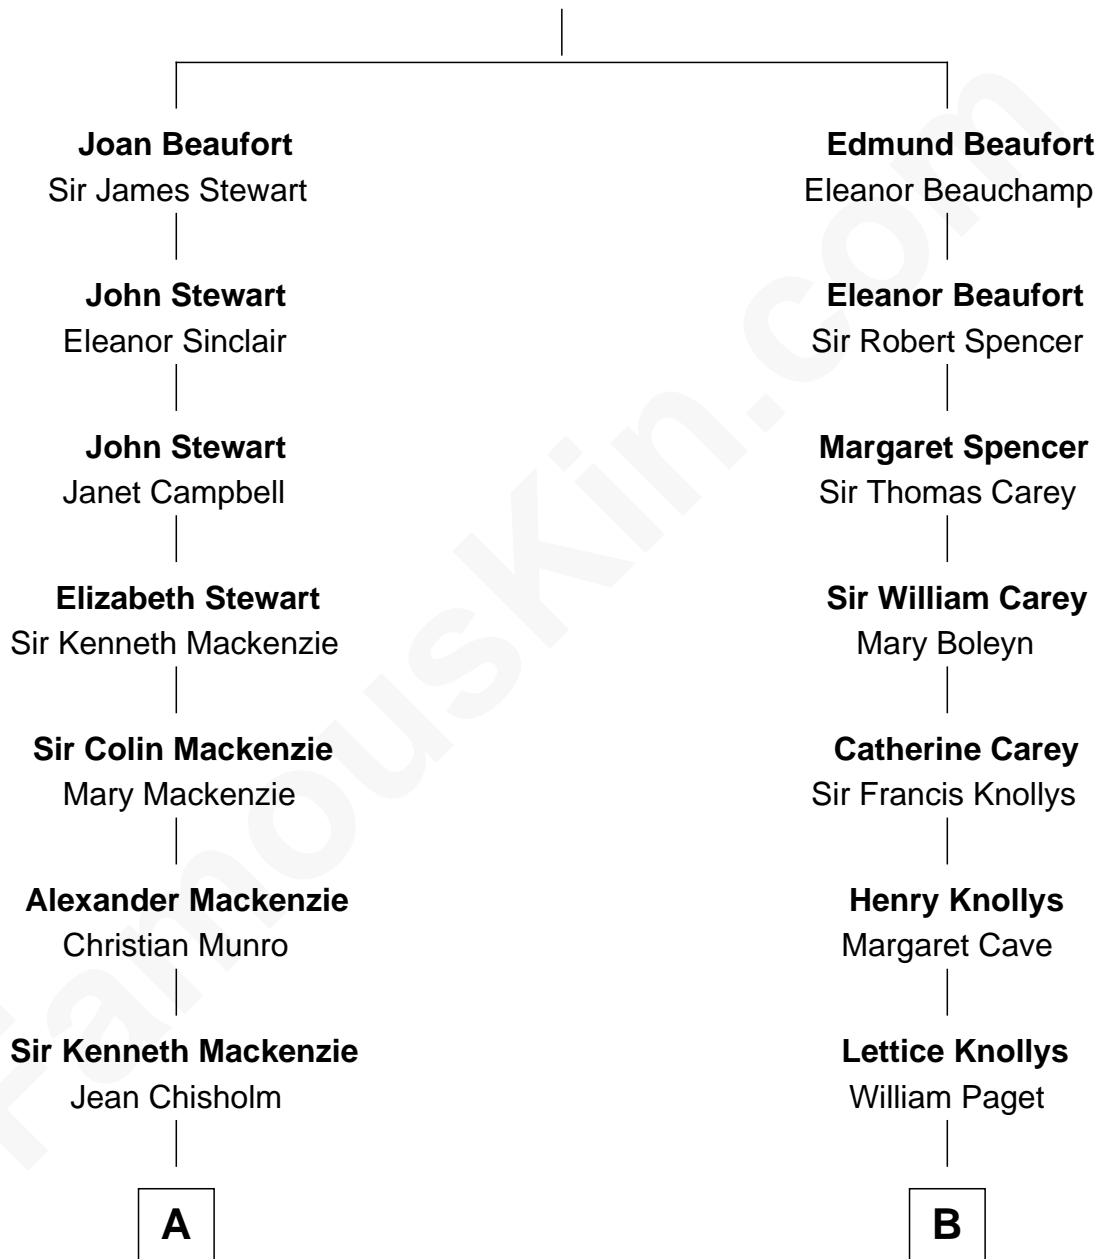 Joan Beaufort
Sir James Stewart
John Stewart
Eleanor Sinclair
John Stewart
Janet Campbell
Elizabeth Stewart
Sir Kenneth Mackenzie
Sir Colin Mackenzie
Mary Mackenzie
Alexander Mackenzie
Christian Munro
Sir Kenneth Mackenzie
Jean Chisholm
A
Edmund Beaufort
Eleanor Beauchamp
Eleanor Beaufort
Sir Robert Spencer
Margaret Spencer
Sir Thomas Carey
Sir William Carey
Mary Boleyn
Catherine Carey
Sir Francis Knollys
Henry Knollys
Margaret Cave
Lettice Knollys
William Paget
B
FamousKin.com